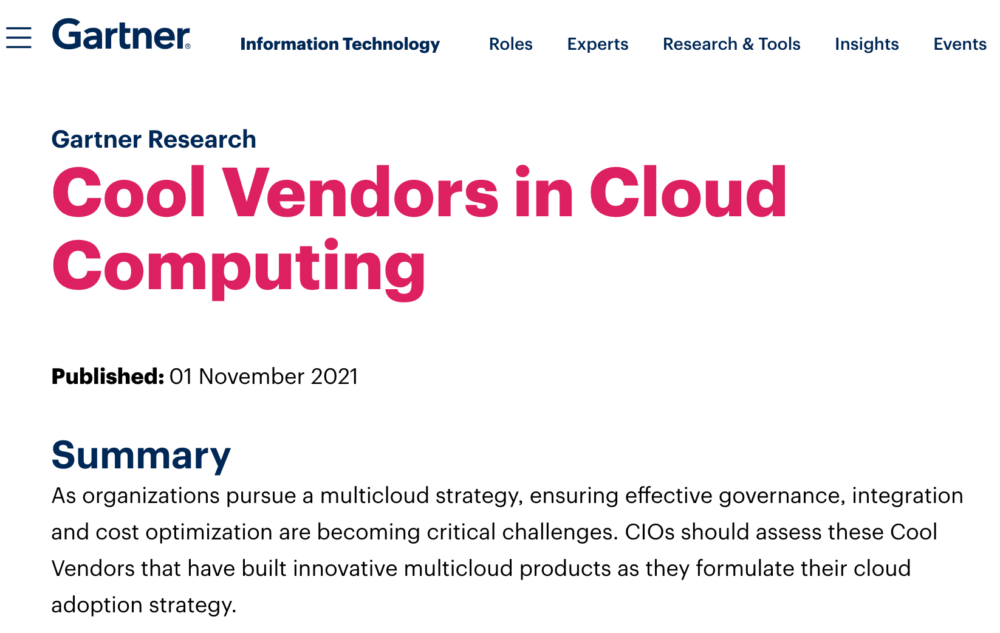 Gartner®
Information Technology
Roles
Experts
Research & Tools
Insights
Events
Gartner Research
Cool Vendors in Cloud
Computing
Published: 01 November 2021
Summary
As organizations pursue a multicloud strategy, ensuring effective governance, integration
and cost optimization are becoming critical challenges. CIOs should assess these Cool
Vendors that have built innovative multicloud products as they formulate their cloud
adoption strategy.